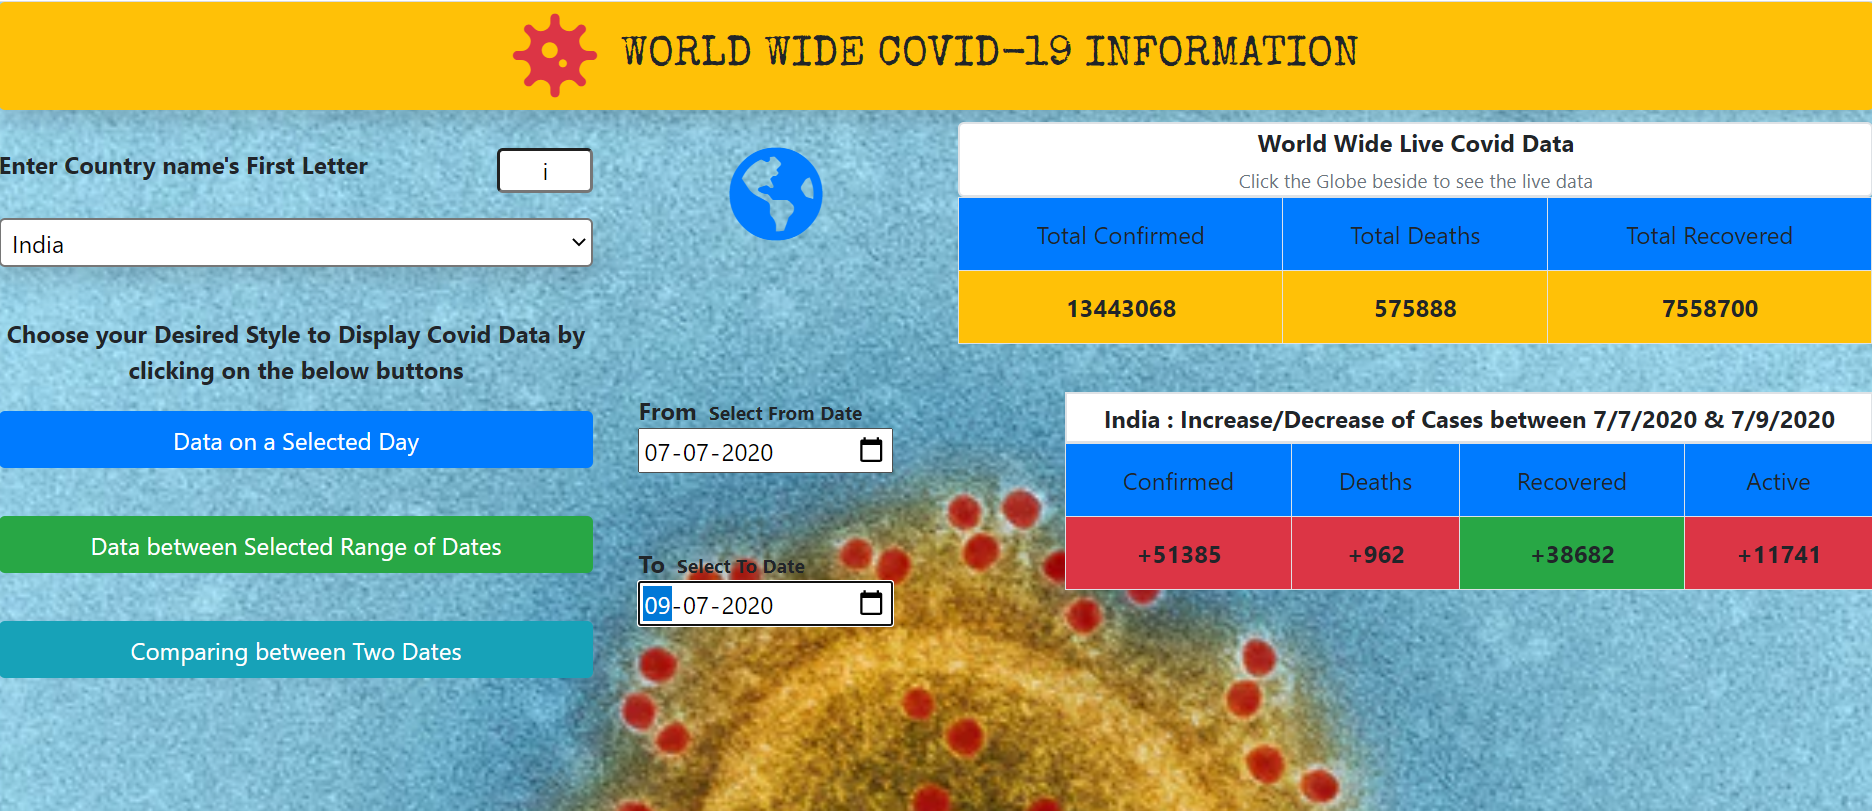 WORLD WIDE COVID-19 INFORMATION
Enter Country name's First Letter
i
India
Choose your Desired Style to Display Covid Data by
clicking on the below buttons
Data on a Selected Day
Data between Selected Range of Dates
Comparing between Two Dates
From Select From Date
07-07-2020
To Select To Date
09-07-2020
World Wide Live Covid Data
Click the Globe beside to see the live data
Total Confirmed Total Deaths Total Recovered
13443068 575888 7558700
India : Increase/Decrease of Cases between 7/7/2020 & 7/9/2020
Confirmed Deaths Recovered Active
+51385 +962 +38682 +11741